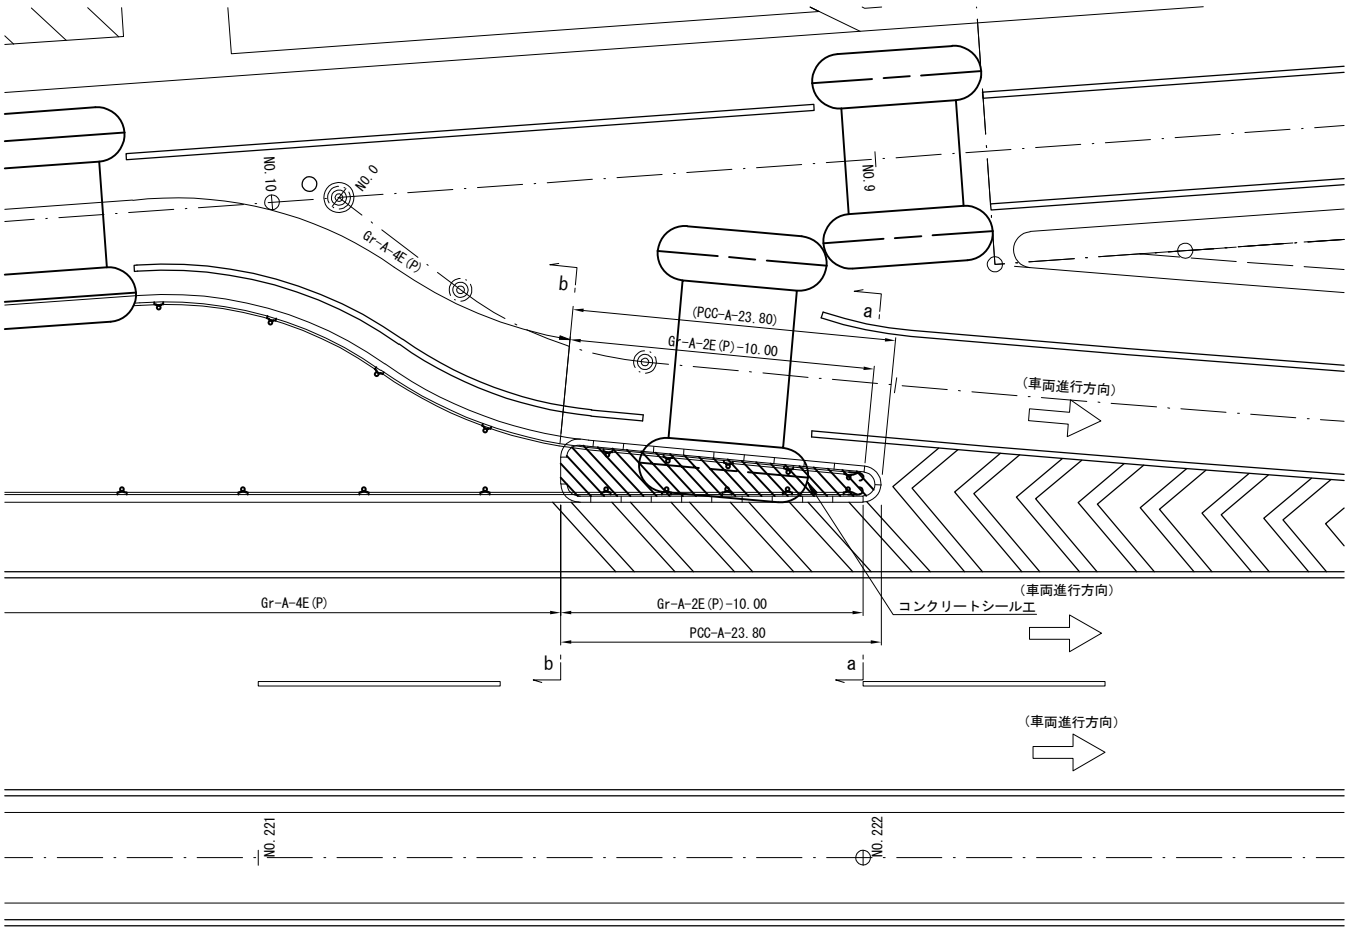 NO.10
NO.0
NO.9
Gr-A-4E(P)
b
a
(PCC-A-23.80)
Gr-A-2E(P)-10.00
(車両進行方向)
(車両進行方向)
Gr-A-4E(P)
Gr-A-2E(P)-10.00
コンクリートシール工
PCC-A-23.80
b
a
(車両進行方向)
NO.221
NO.222